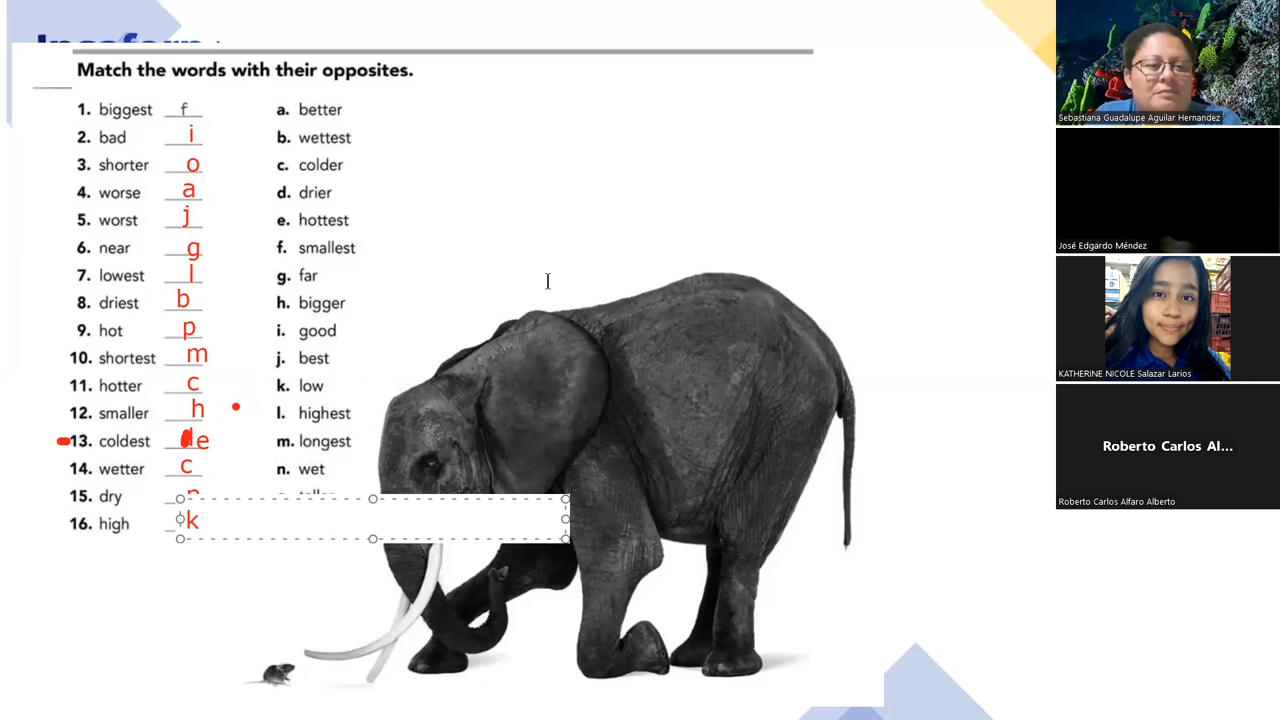 Match the words with their opposites.
1. biggest f
2. bad i
3. shorter o
4. worse a
5. worst j
6. near g
7. lowest l
8. driest b
9. hot p
10. shortest m
11. hotter c
12. smaller h
13. coldest e
14. wetter c
15. dry n
16. high k
a. better
b. wettest
c. colder
d. drier
e. hottest
f. smallest
g. far
h. bigger
i. good
j. best
k. low
l. highest
m. longest
n. wet
Sebastiana Guadalupe Aguilar Hernandez
José Edgardo Méndez
KATHERINE NICOLE Salazar Larios
Roberto Carlos Al...
Roberto Carlos Alfaro Alberto